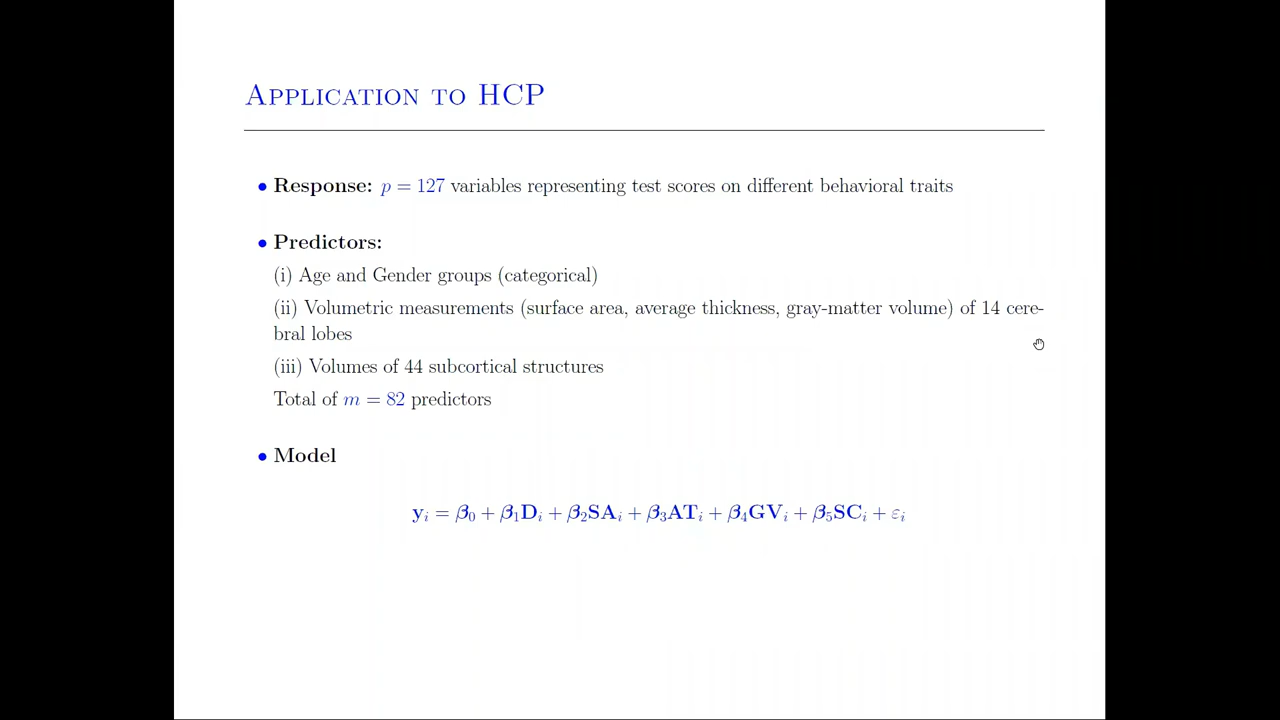 APPLICATION TO HCP
• Response: p = 127 variables representing test scores on different behavioral traits
• Predictors:
(i) Age and Gender groups (categorical)
(ii) Volumetric measurements (surface area, average thickness, gray-matter volume) of 14 cere-
bral lobes
(iii) Volumes of 44 subcortical structures
Total of m = 82 predictors
• Model
yᵢ = β₀ + β₁Dᵢ + β₂SAᵢ + β₃ATᵢ + β₄GVᵢ + β₅SCᵢ + εᵢ